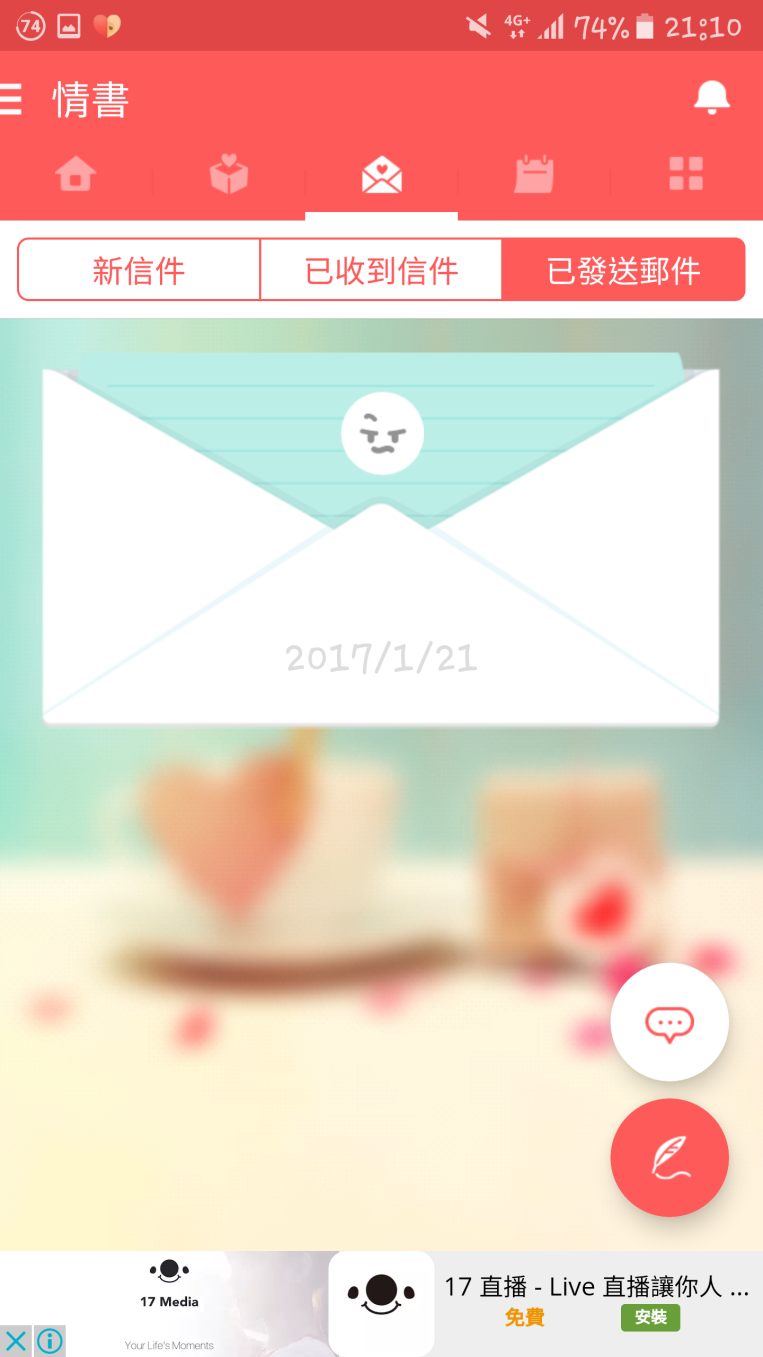 74
4G+
74%
21:10
情書
新信件
已收到信件
已發送郵件
2017/1/21
17 Media
Your Life's Moments
17 直播 - Live 直播讓你人 ...
免費
安裝